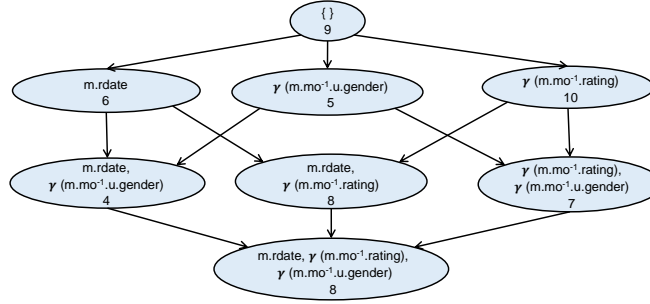 { }
9
m.rdate
6
γ (m.mo⁻¹.u.gender)
5
γ (m.mo⁻¹.rating)
10
m.rdate,
γ (m.mo⁻¹.u.gender)
4
m.rdate,
γ (m.mo⁻¹.rating)
8
γ (m.mo⁻¹.rating),
γ (m.mo⁻¹.u.gender)
7
m.rdate, γ (m.mo⁻¹.rating),
γ (m.mo⁻¹.u.gender)
8